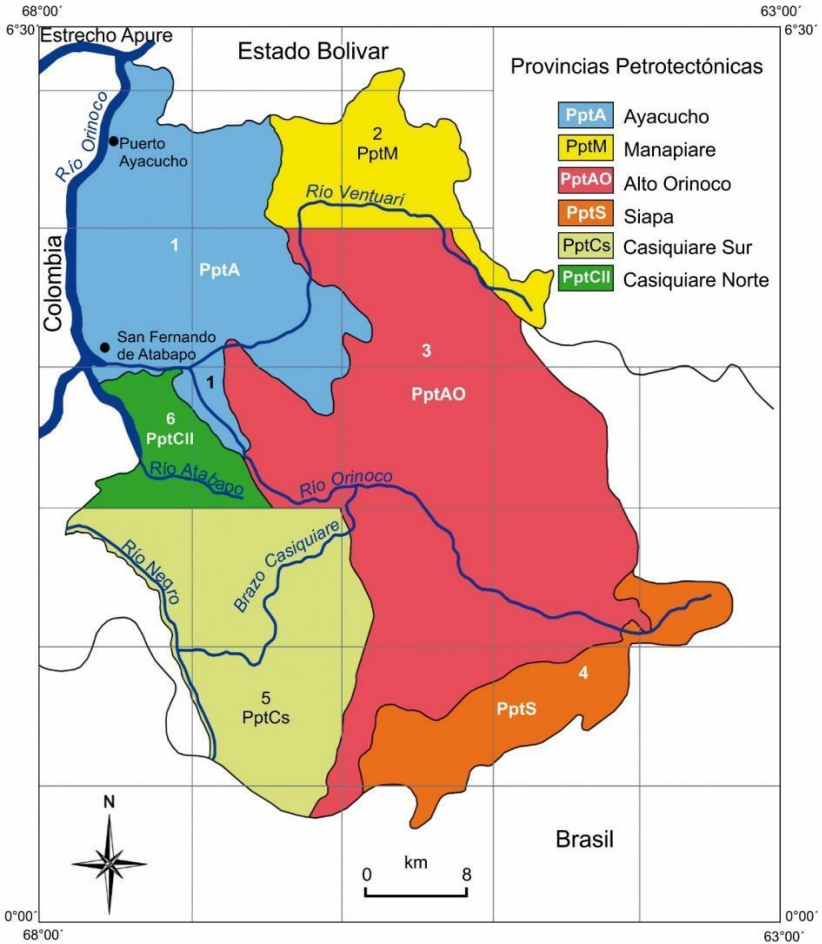 68°00´
63°00´
6°30´
6°30´
Estrecho Apure
Estado Bolivar
Provincias Petrotectónicas
PptA Ayacucho
PptM Manapiare
PptAO Alto Orinoco
PptS Siapa
PptCs Casiquiare Sur
PptCII Casiquiare Norte
Río Orinoco
Puerto
Ayacucho
2
PptM
Río Ventuarí
1
PptA
Colombia
San Fernando
de Atabapo
1
3
PptAO
6
PptCII
Río Atabapo
Río Orinoco
Río Negro
Brazo Casiquiare
5
PptCs
4
PptS
N
km
0 8
Brasil
0°00´
0°00´
68°00´
63°00´